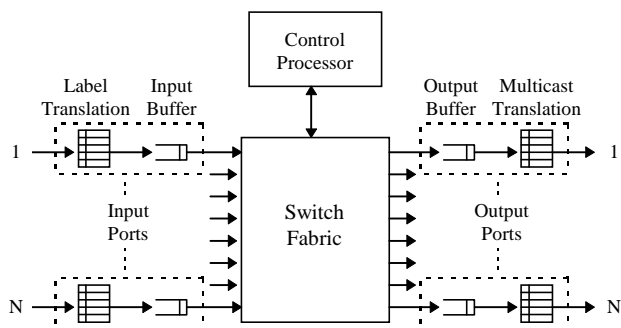 Control
Processor
Label
Translation
Input
Buffer
Output
Buffer
Multicast
Translation
1
1
Input
Ports
Switch
Fabric
Output
Ports
N
N